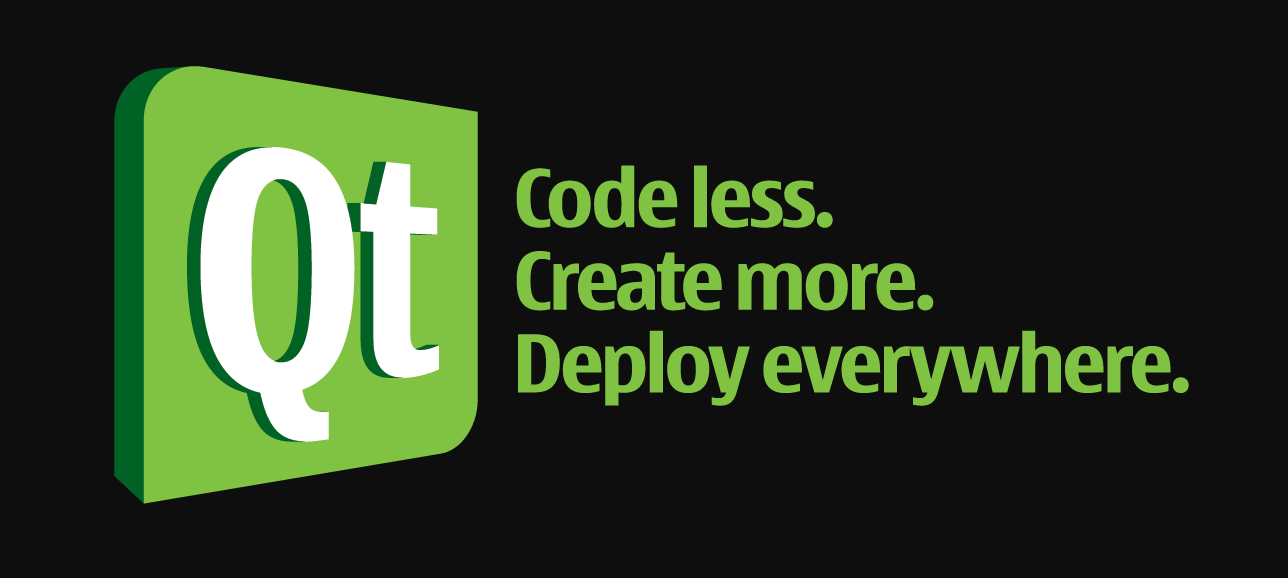 Qt
Code less.
Create more.
Deploy everywhere.